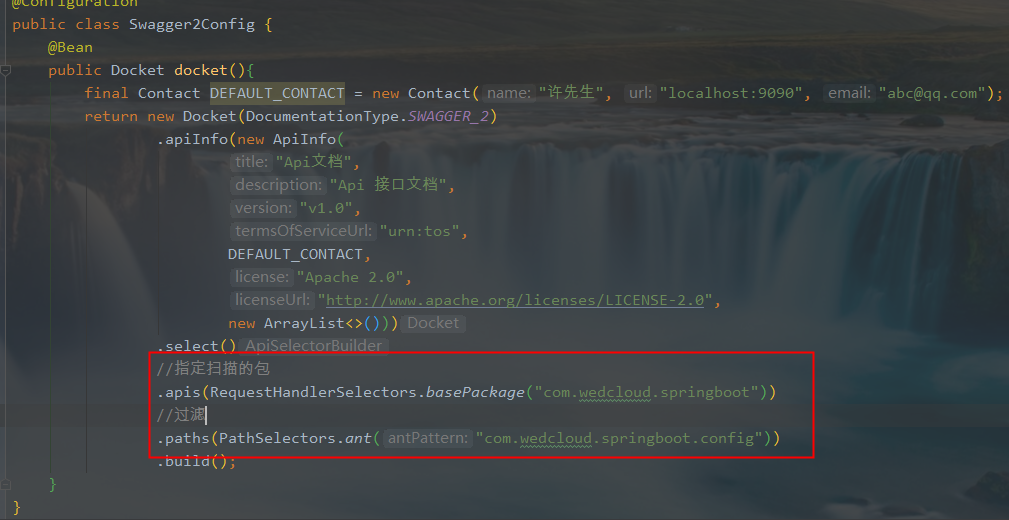 @Configuration
public class Swagger2Config {
@Bean
public Docket docket(){
final Contact DEFAULT_CONTACT = new Contact( name: "许先生", url: "localhost:9090", email: "abc@qq.com");
return new Docket(DocumentationType.SWAGGER_2)
.apiInfo(new ApiInfo(
title: "Api文档",
description: "Api 接口文档",
version: "v1.0",
termsOfServiceUrl: "urn:tos",
DEFAULT_CONTACT,
license: "Apache 2.0",
licenseUrl: "http://www.apache.org/licenses/LICENSE-2.0",
new ArrayList<>())) Docket
.select() ApiSelectorBuilder
//指定扫描的包
.apis(RequestHandlerSelectors.basePackage("com.wedcloud.springboot"))
//过滤
.paths(PathSelectors.ant( antPattern: "com.wedcloud.springboot.config"))
.build();
}
}